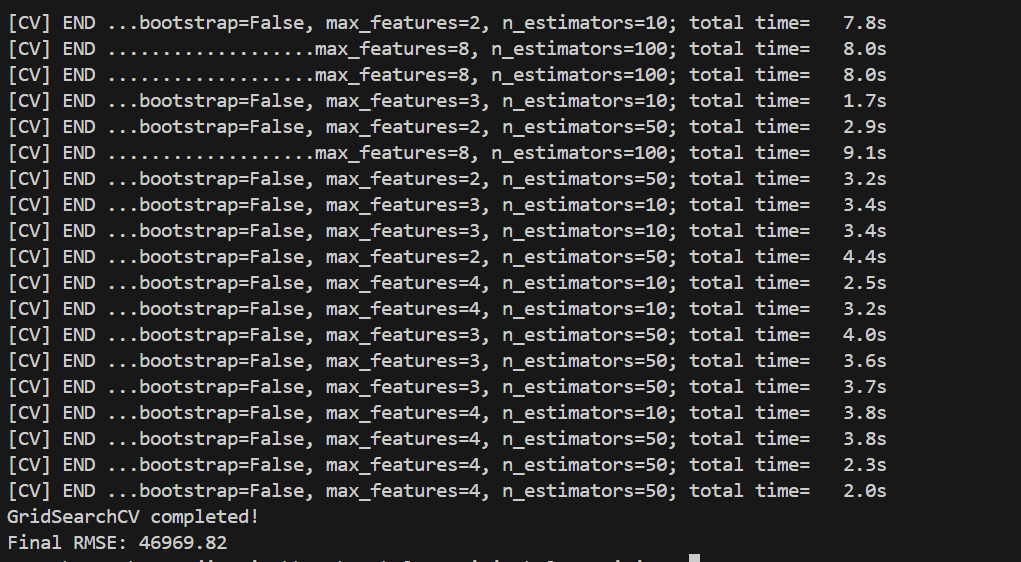 [CV] END ...bootstrap=False, max_features=2, n_estimators=10; total time=   7.8s
[CV] END ...................max_features=8, n_estimators=100; total time=   8.0s
[CV] END ...................max_features=8, n_estimators=100; total time=   8.0s
[CV] END ...bootstrap=False, max_features=3, n_estimators=10; total time=   1.7s
[CV] END ...bootstrap=False, max_features=2, n_estimators=50; total time=   2.9s
[CV] END ...................max_features=8, n_estimators=100; total time=   9.1s
[CV] END ...bootstrap=False, max_features=2, n_estimators=50; total time=   3.2s
[CV] END ...bootstrap=False, max_features=3, n_estimators=10; total time=   3.4s
[CV] END ...bootstrap=False, max_features=3, n_estimators=10; total time=   3.4s
[CV] END ...bootstrap=False, max_features=2, n_estimators=50; total time=   4.4s
[CV] END ...bootstrap=False, max_features=4, n_estimators=10; total time=   2.5s
[CV] END ...bootstrap=False, max_features=4, n_estimators=10; total time=   3.2s
[CV] END ...bootstrap=False, max_features=3, n_estimators=50; total time=   4.0s
[CV] END ...bootstrap=False, max_features=3, n_estimators=50; total time=   3.6s
[CV] END ...bootstrap=False, max_features=3, n_estimators=50; total time=   3.7s
[CV] END ...bootstrap=False, max_features=4, n_estimators=10; total time=   3.8s
[CV] END ...bootstrap=False, max_features=4, n_estimators=50; total time=   3.8s
[CV] END ...bootstrap=False, max_features=4, n_estimators=50; total time=   2.3s
[CV] END ...bootstrap=False, max_features=4, n_estimators=50; total time=   2.0s
GridSearchCV completed!
Final RMSE: 46969.82